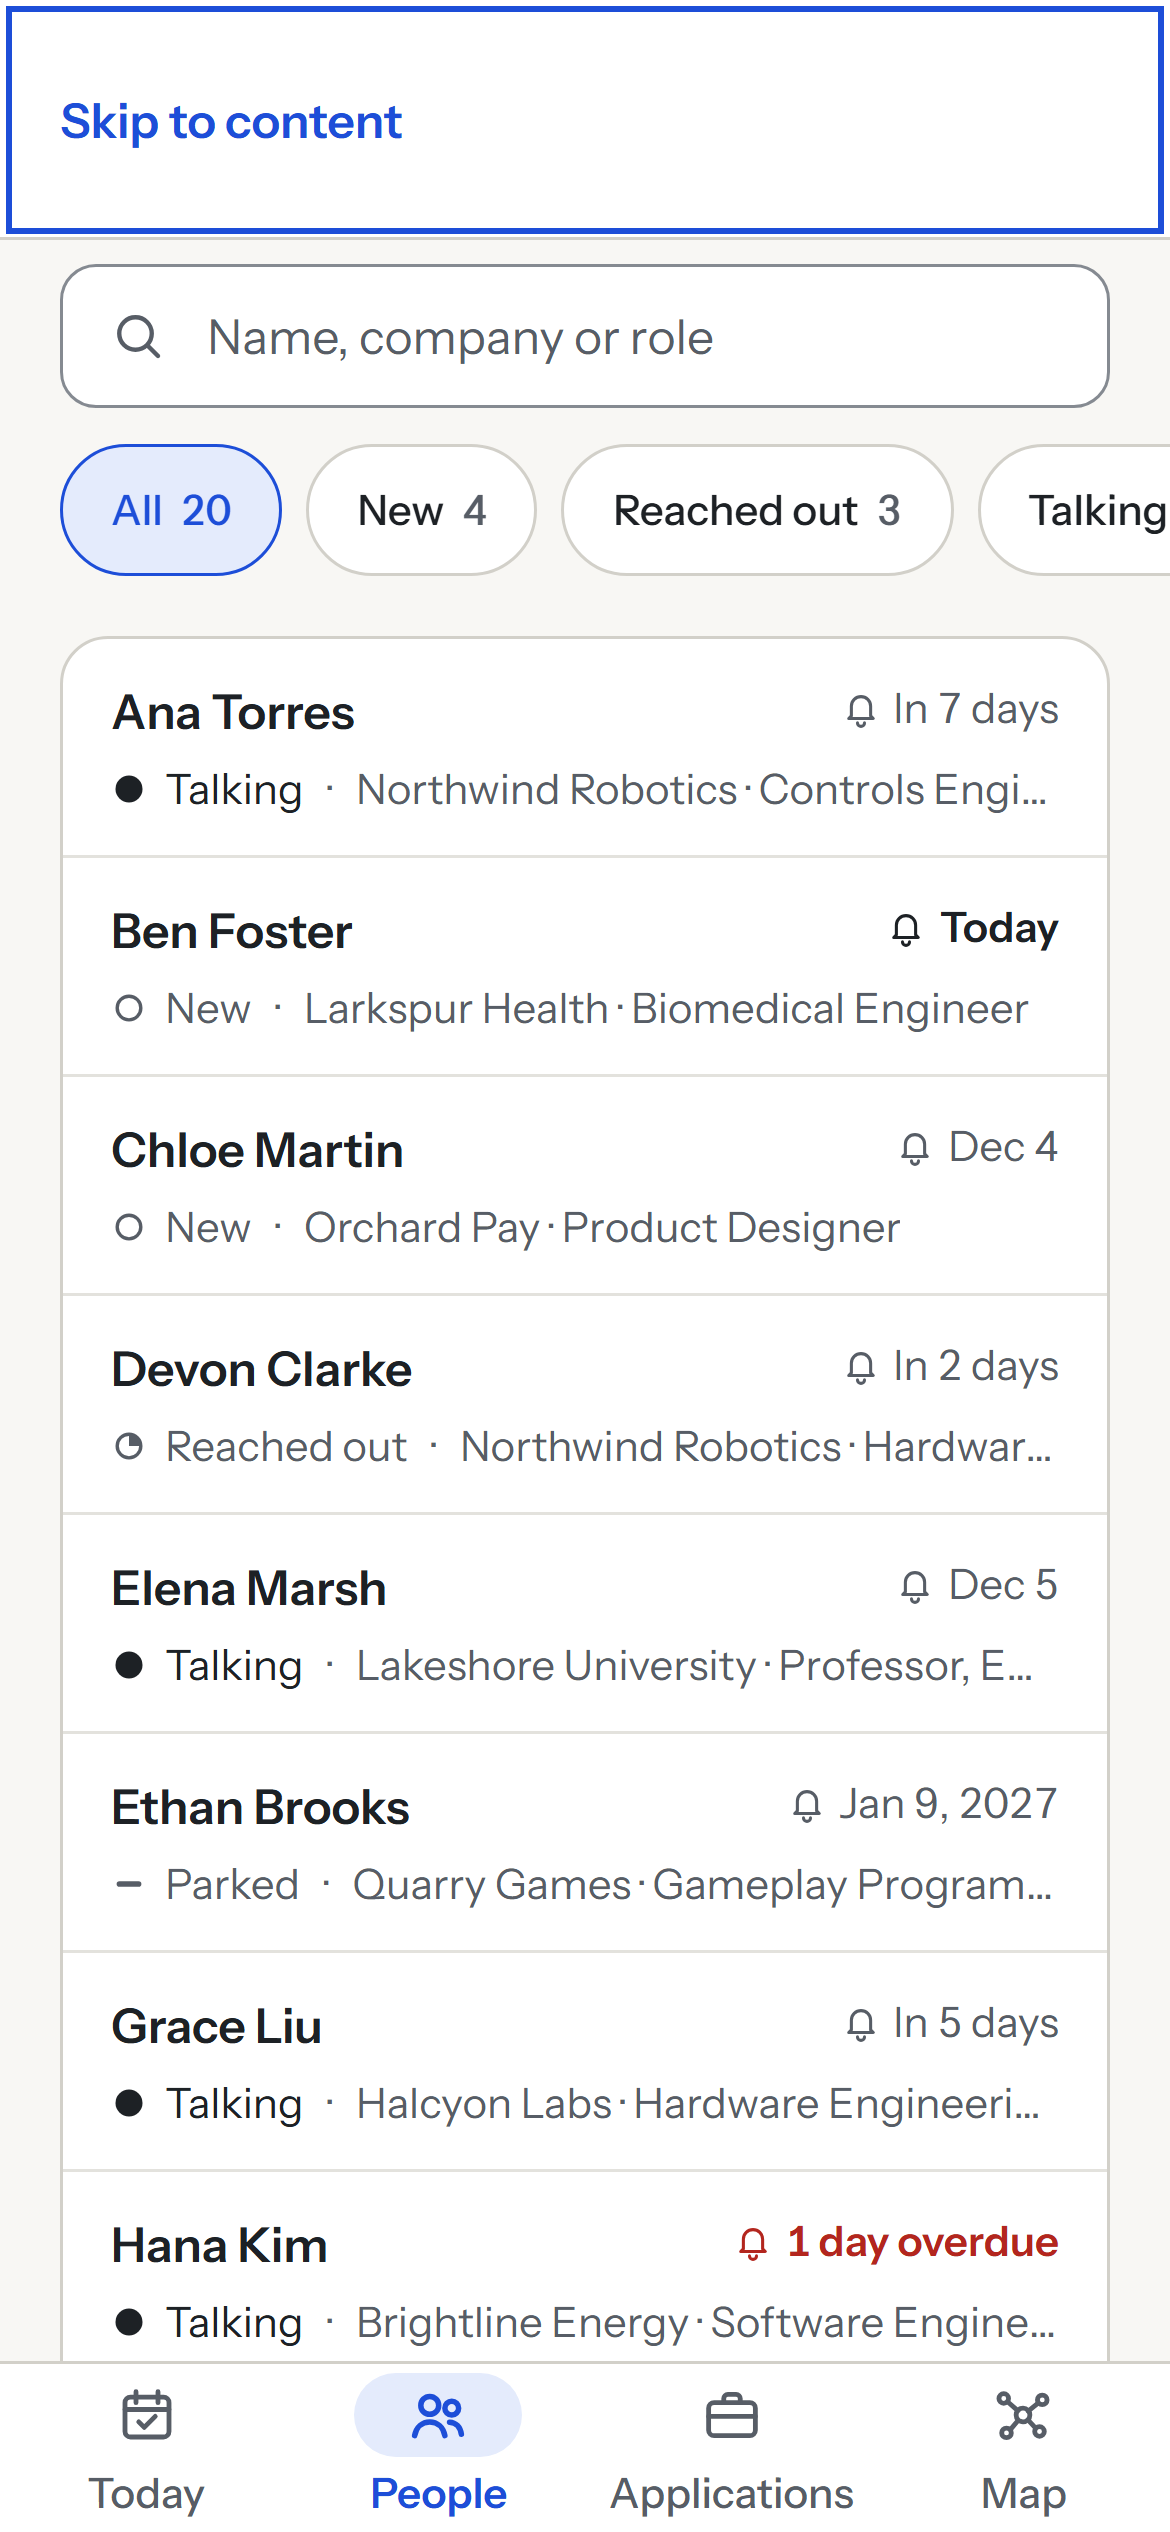 Skip to content
Name, company or role
All 20 New 4 Reached out 3 Talking
Ana Torres In 7 days
Talking · Northwind Robotics · Controls Engi...
Ben Foster Today
New · Larkspur Health · Biomedical Engineer
Chloe Martin Dec 4
New · Orchard Pay · Product Designer
Devon Clarke In 2 days
Reached out · Northwind Robotics · Hardwar...
Elena Marsh Dec 5
Talking · Lakeshore University · Professor, E...
Ethan Brooks Jan 9, 2027
Parked · Quarry Games · Gameplay Program...
Grace Liu In 5 days
Talking · Halcyon Labs · Hardware Engineeri...
Hana Kim 1 day overdue
Talking · Brightline Energy · Software Engine...
Today People Applications Map